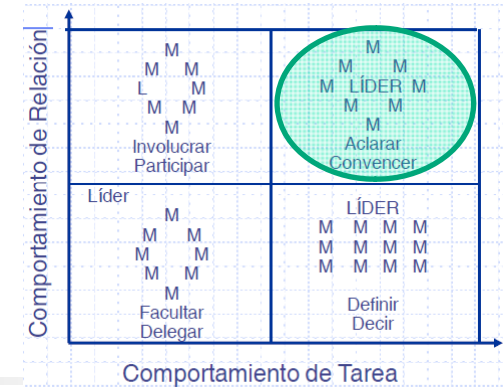 Comportamiento de Relación
M
M M
L M
M M
M
Involucrar
Participar
M
M M
M LÍDER M
M M
M
Aclarar
Convencer
Líder
M
M M
M M
M M
M
Facultar
Delegar
LÍDER
M M M M
M M M M
M M M M
Definir
Decir
Comportamiento de Tarea